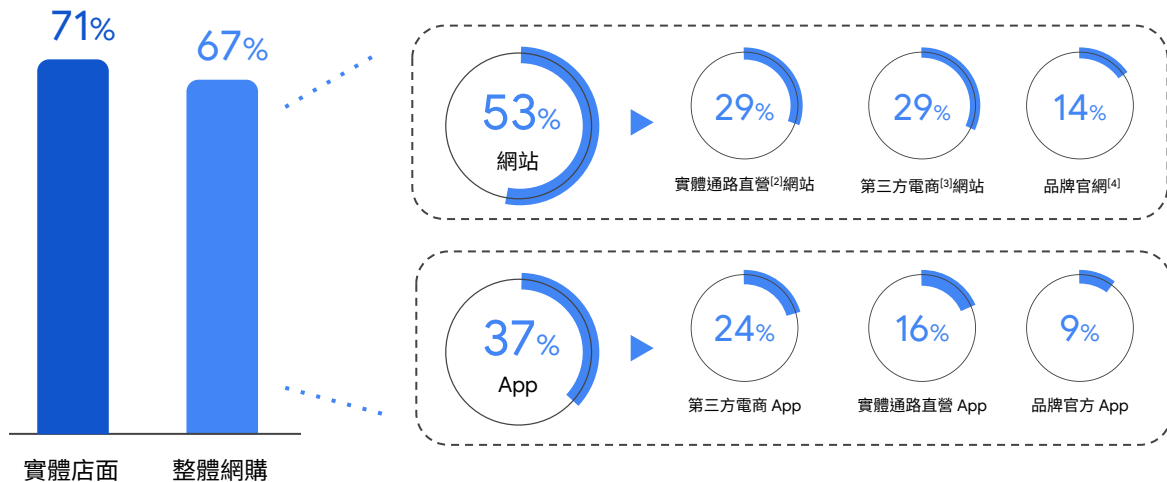 71%
67%
實體店面
整體網購
53%
網站
29%
實體通路直營[2]網站
29%
第三方電商[3]網站
14%
品牌官網[4]
37%
App
24%
第三方電商 App
16%
實體通路直營 App
9%
品牌官方 App